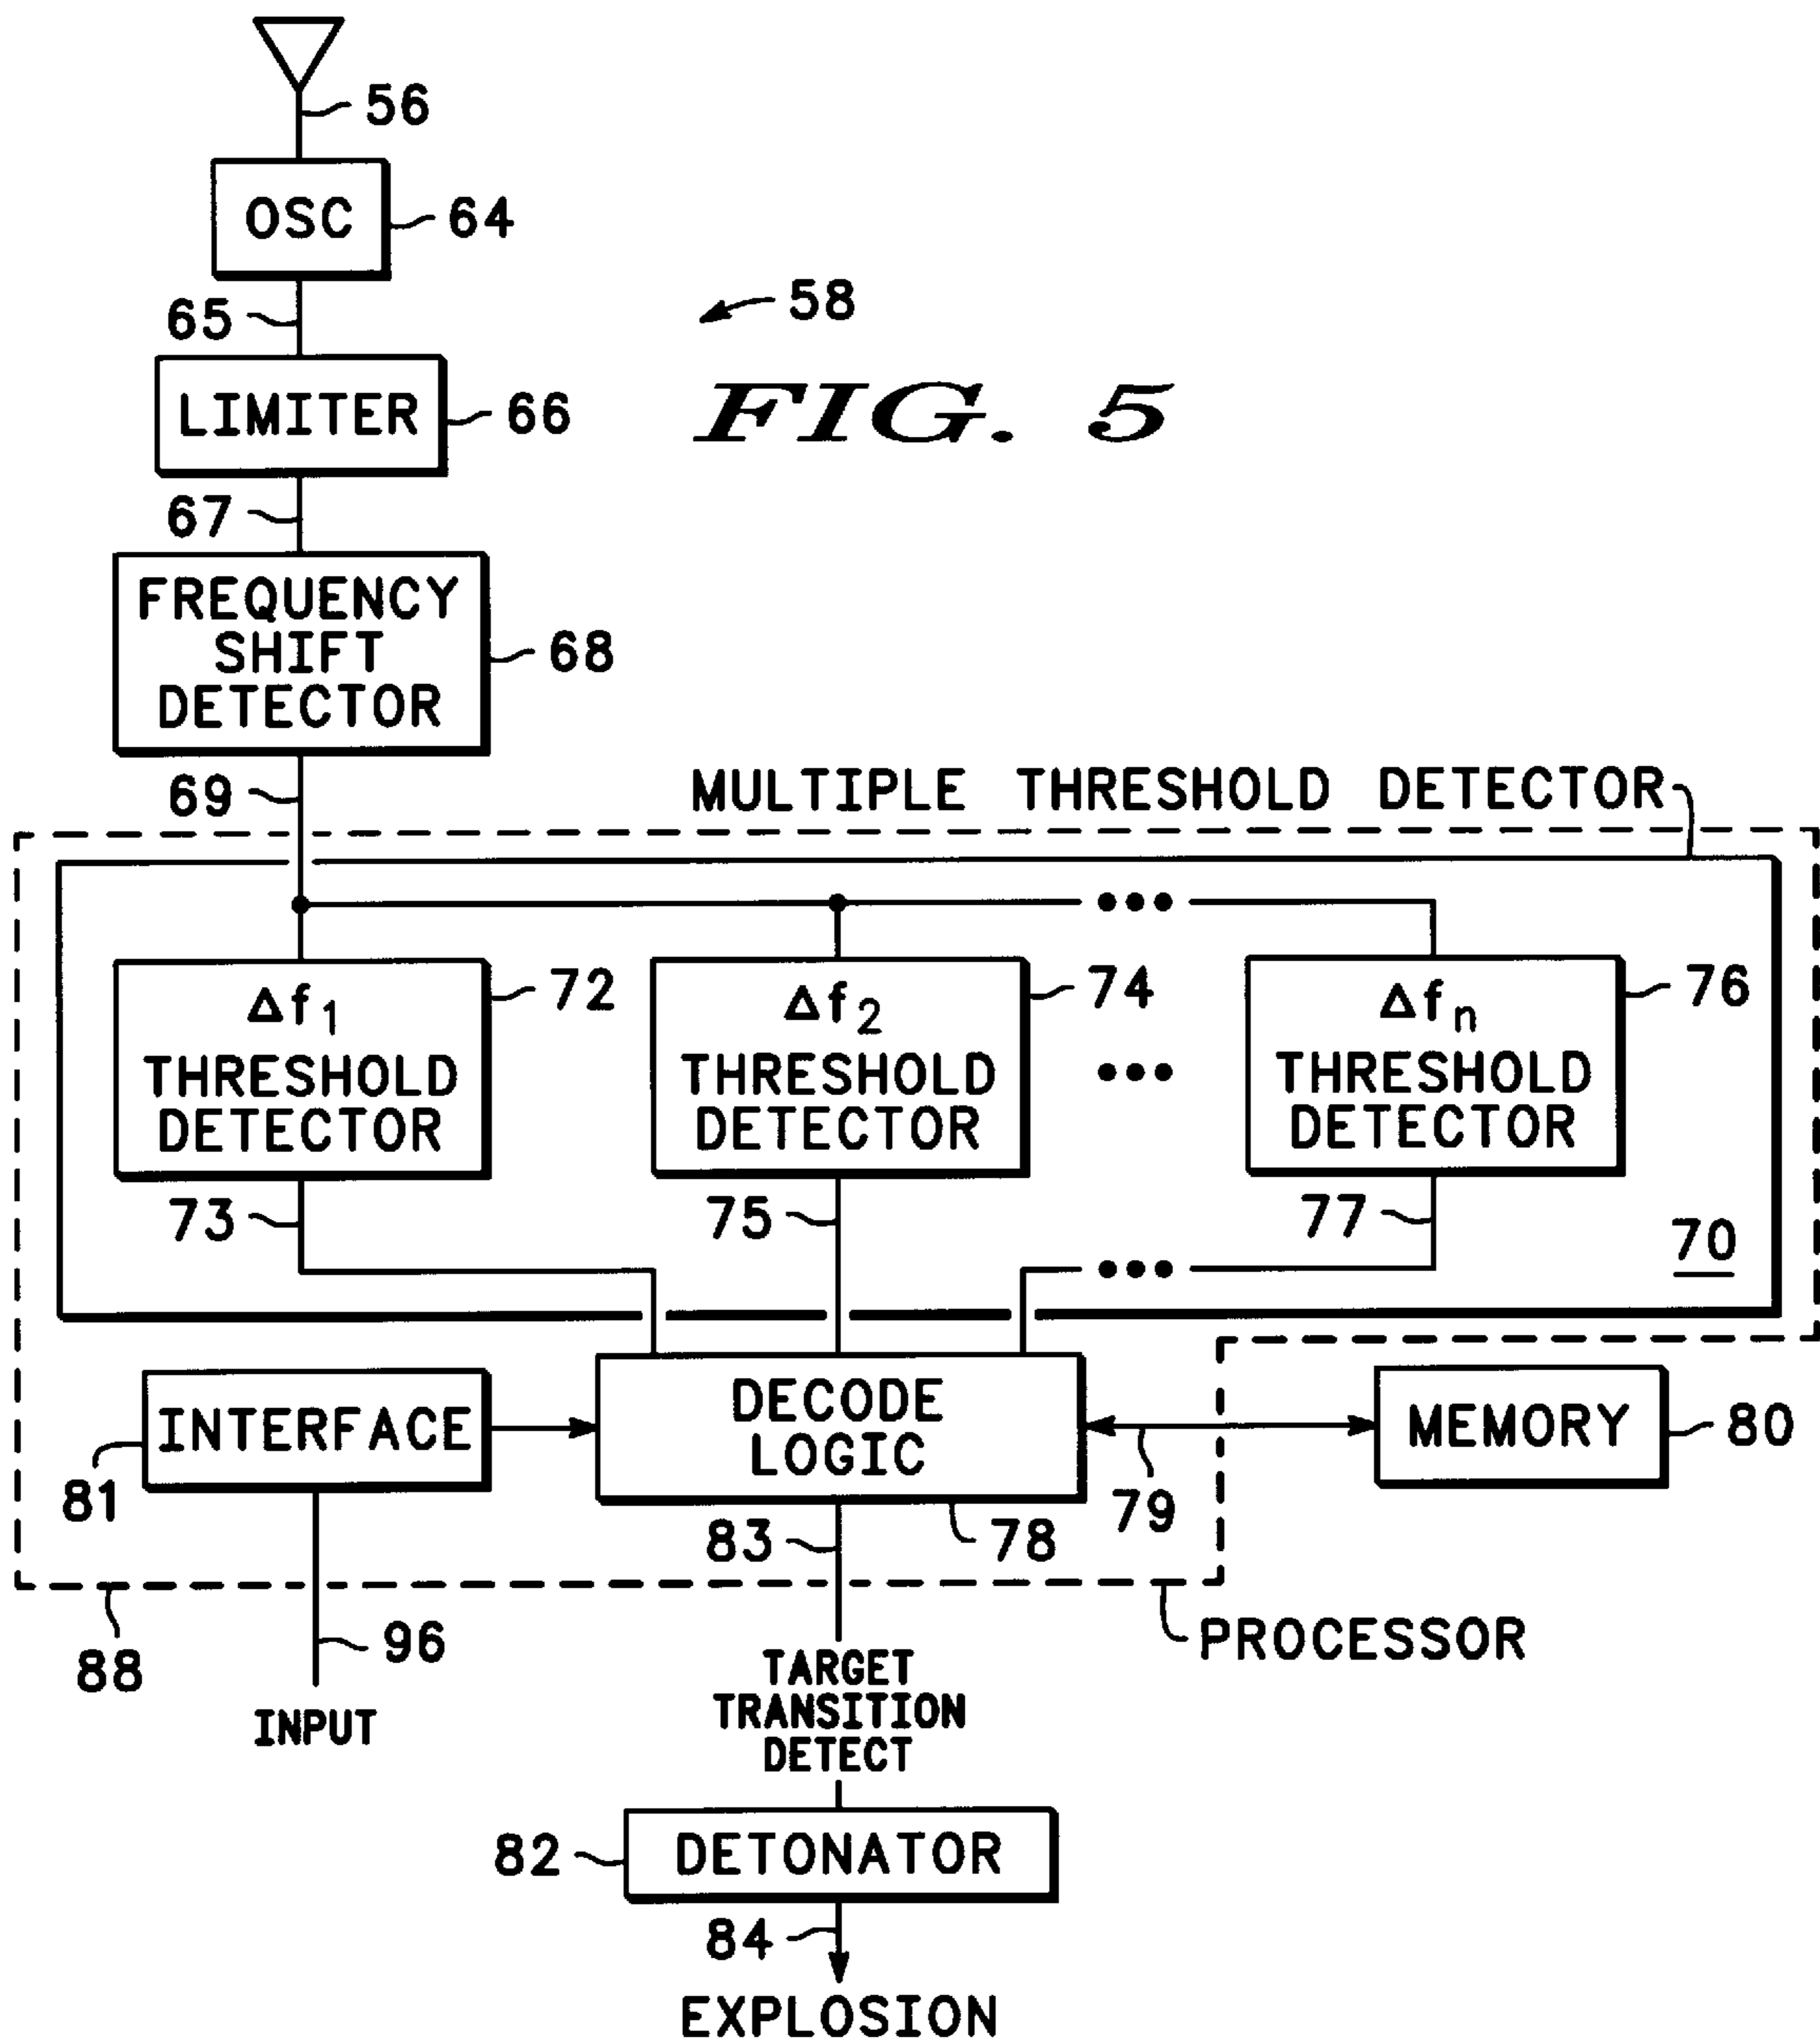 56
OSC
64
65
58
LIMITER
66
FIG. 5
67
FREQUENCY
SHIFT
DETECTOR
68
69
MULTIPLE THRESHOLD DETECTOR
Δf1
THRESHOLD
DETECTOR
72
Δf2
THRESHOLD
DETECTOR
74
Δfn
THRESHOLD
DETECTOR
76
73
75
77
70
INTERFACE
81
DECODE
LOGIC
MEMORY
80
79
83
78
88
96
PROCESSOR
INPUT
TARGET
TRANSITION
DETECT
82
DETONATOR
84
EXPLOSION